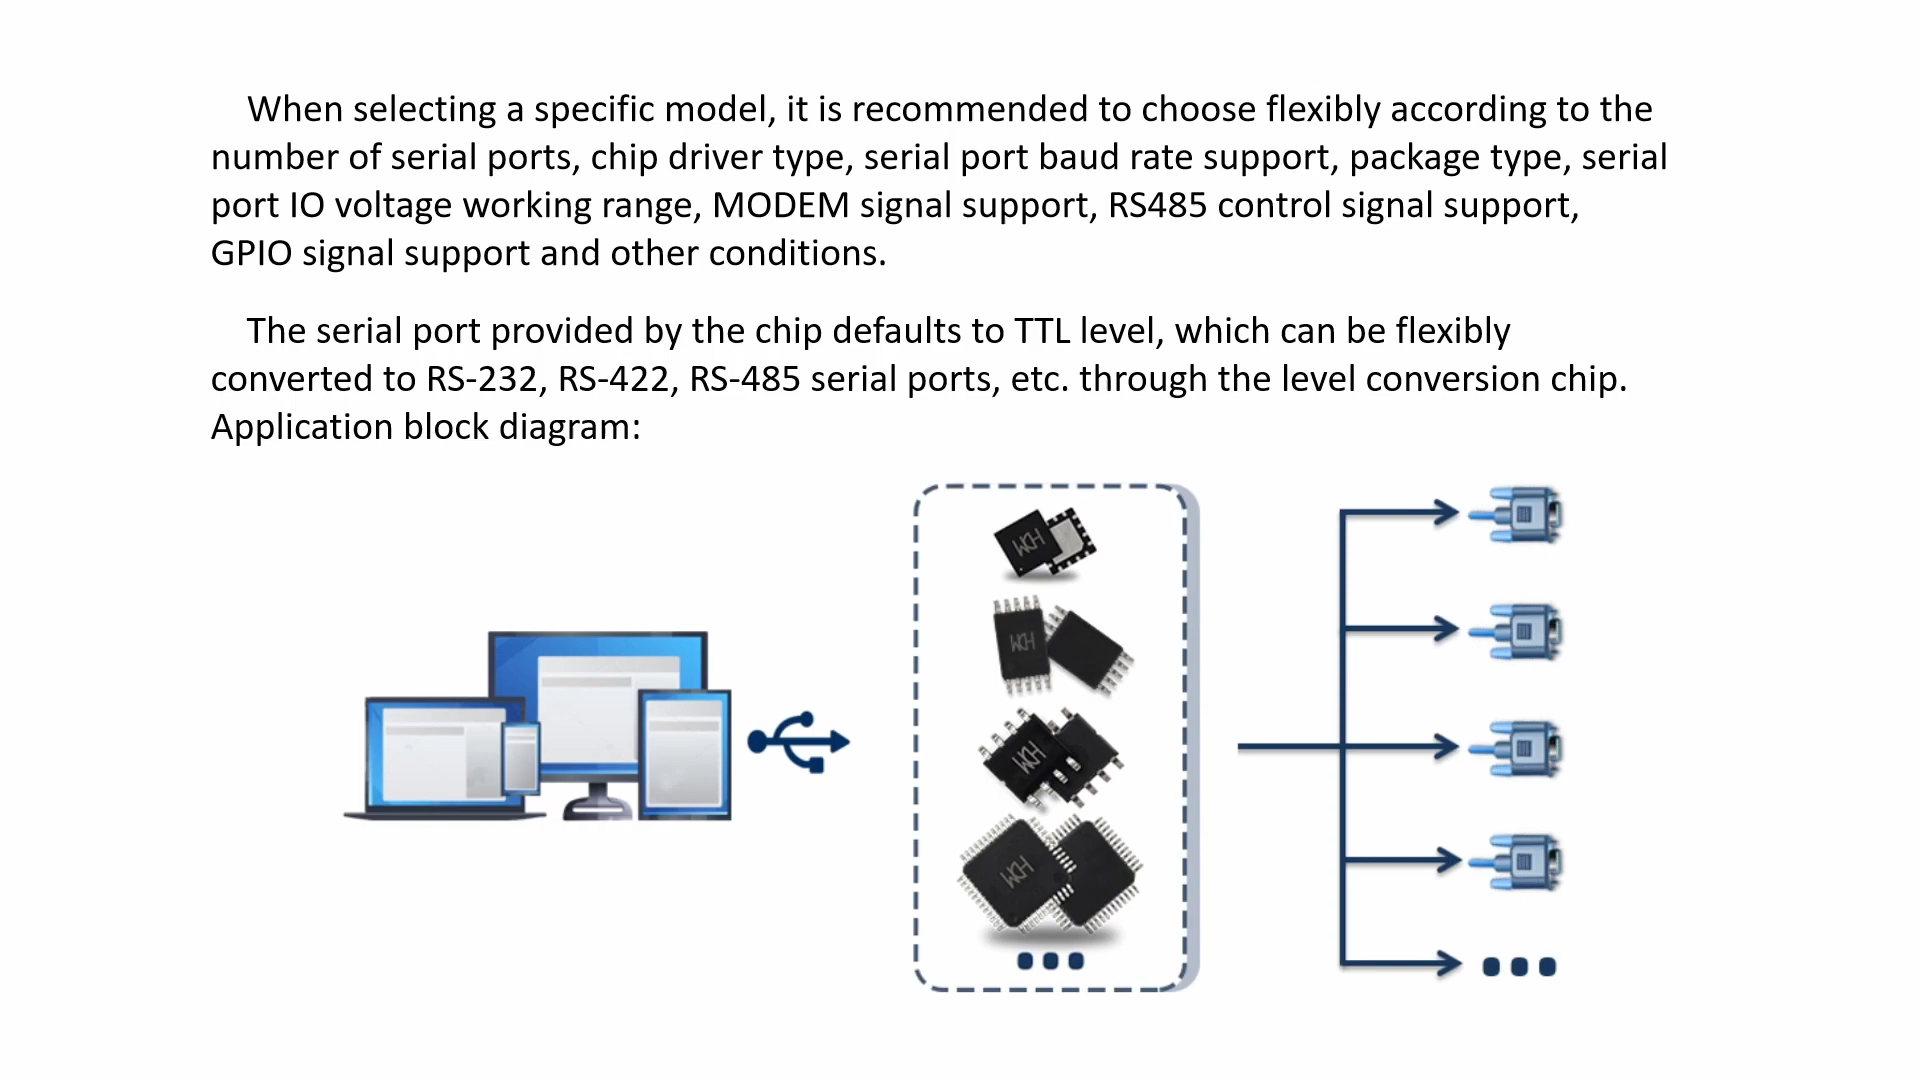 When selecting a specific model, it is recommended to choose flexibly according to the
number of serial ports, chip driver type, serial port baud rate support, package type, serial
port IO voltage working range, MODEM signal support, RS485 control signal support,
GPIO signal support and other conditions.
The serial port provided by the chip defaults to TTL level, which can be flexibly
converted to RS-232, RS-422, RS-485 serial ports, etc. through the level conversion chip.
Application block diagram:
WCH
WCH
WCH
WCH